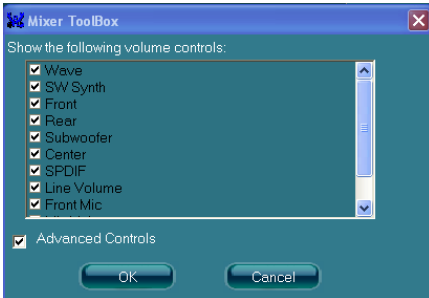 Mixer ToolBox
Show the following volume controls:
Wave
SW Synth
Front
Rear
Subwoofer
Center
SPDIF
Line Volume
Front Mic
Advanced Controls
OK
Cancel